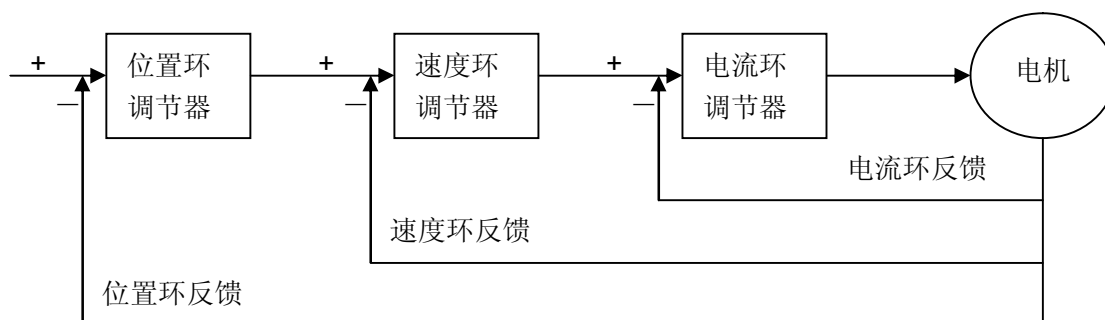 +
位置环
调节器
—
+
速度环
调节器
—
+
电流环
调节器
—
电机
电流环反馈
速度环反馈
位置环反馈